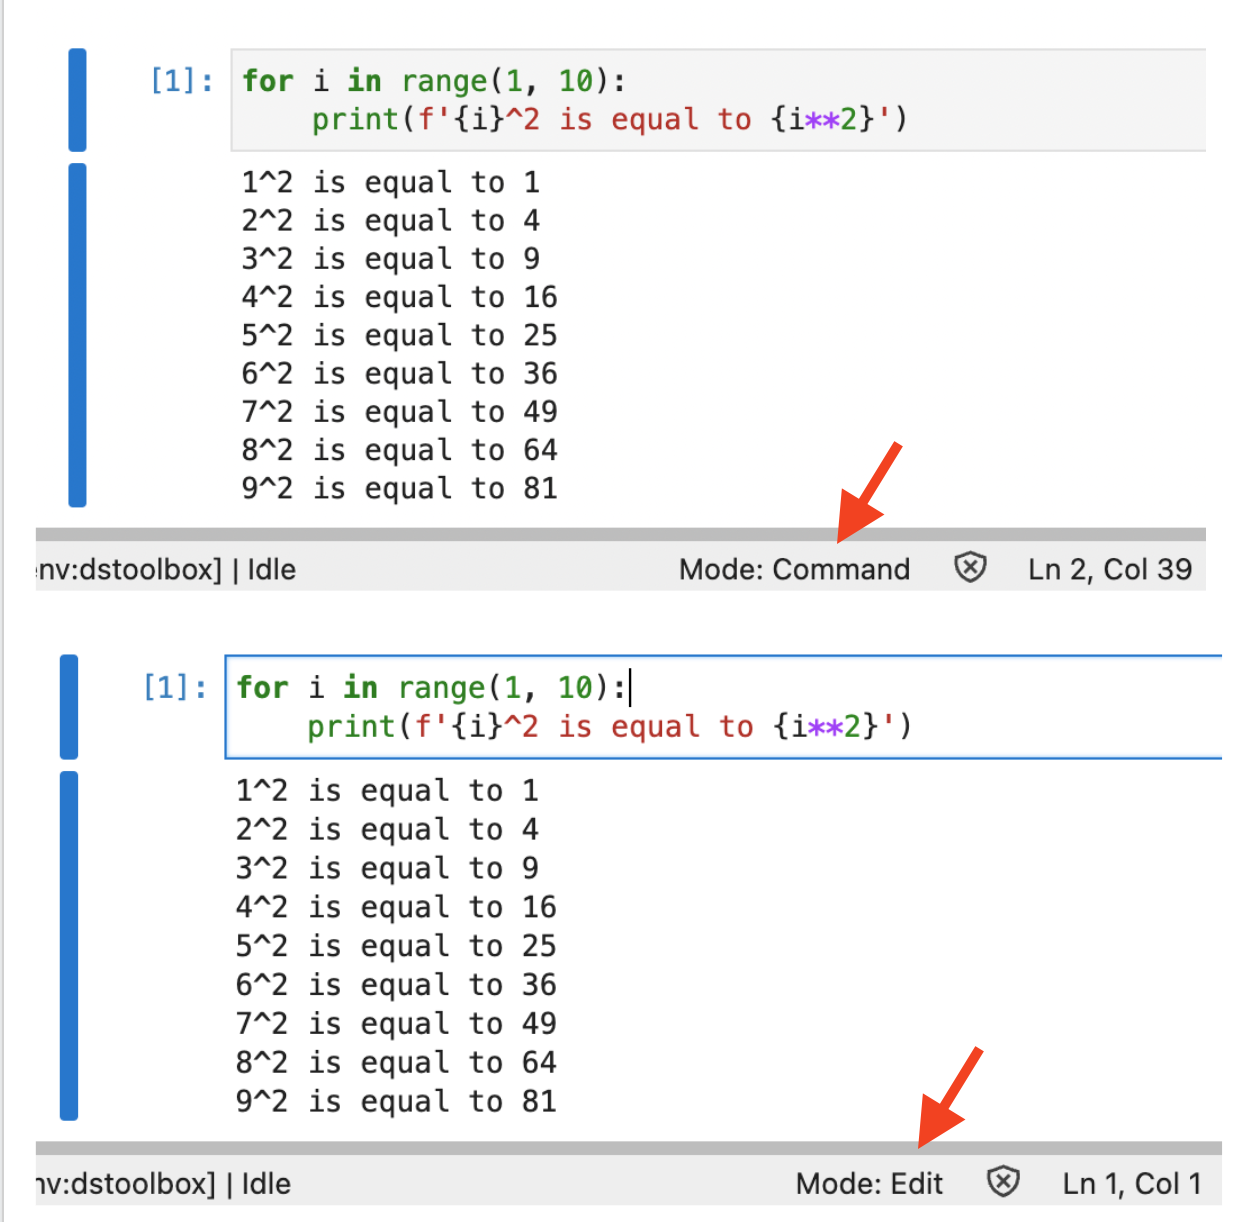 [1]: for i in range(1, 10):
    print(f'{i}^2 is equal to {i**2}')
1^2 is equal to 1
2^2 is equal to 4
3^2 is equal to 9
4^2 is equal to 16
5^2 is equal to 25
6^2 is equal to 36
7^2 is equal to 49
8^2 is equal to 64
9^2 is equal to 81
nv:dstoolbox] | Idle Mode: Command Ln 2, Col 39
[1]: for i in range(1, 10):
    print(f'{i}^2 is equal to {i**2}')
1^2 is equal to 1
2^2 is equal to 4
3^2 is equal to 9
4^2 is equal to 16
5^2 is equal to 25
6^2 is equal to 36
7^2 is equal to 49
8^2 is equal to 64
9^2 is equal to 81
nv:dstoolbox] | Idle Mode: Edit Ln 1, Col 1